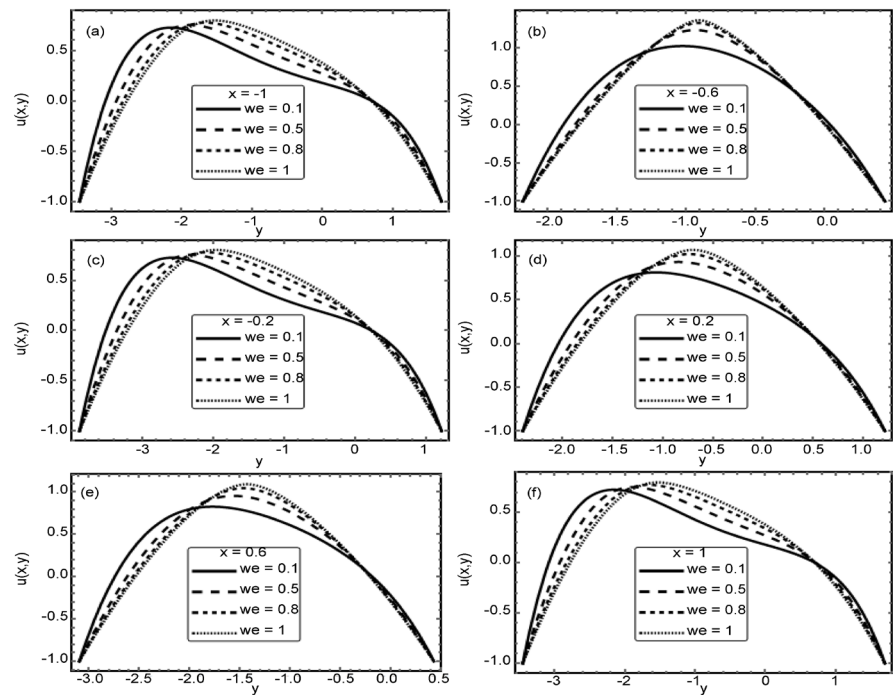 (a)
x = -1
we = 0.1
we = 0.5
we = 0.8
we = 1
0.5
0.0
-0.5
-1.0
u(x,y)
-3
-2
-1
0
1
y
(b)
x = -0.6
we = 0.1
we = 0.5
we = 0.8
we = 1
1.0
0.5
0.0
-0.5
-1.0
u(x,y)
-2.0
-1.5
-1.0
-0.5
0.0
y
(c)
x = -0.2
we = 0.1
we = 0.5
we = 0.8
we = 1
0.5
0.0
-0.5
-1.0
u(x,y)
-3
-2
-1
0
1
y
(d)
x = 0.2
we = 0.1
we = 0.5
we = 0.8
we = 1
1.0
0.5
0.0
-0.5
-1.0
u(x,y)
-2.0
-1.5
-1.0
-0.5
0.0
0.5
1.0
y
(e)
x = 0.6
we = 0.1
we = 0.5
we = 0.8
we = 1
1.0
0.5
0.0
-0.5
-1.0
u(x,y)
-3.0
-2.5
-2.0
-1.5
-1.0
-0.5
0.0
0.5
y
(f)
x = 1
we = 0.1
we = 0.5
we = 0.8
we = 1
0.5
0.0
-0.5
-1.0
u(x,y)
-3
-2
-1
0
1
y